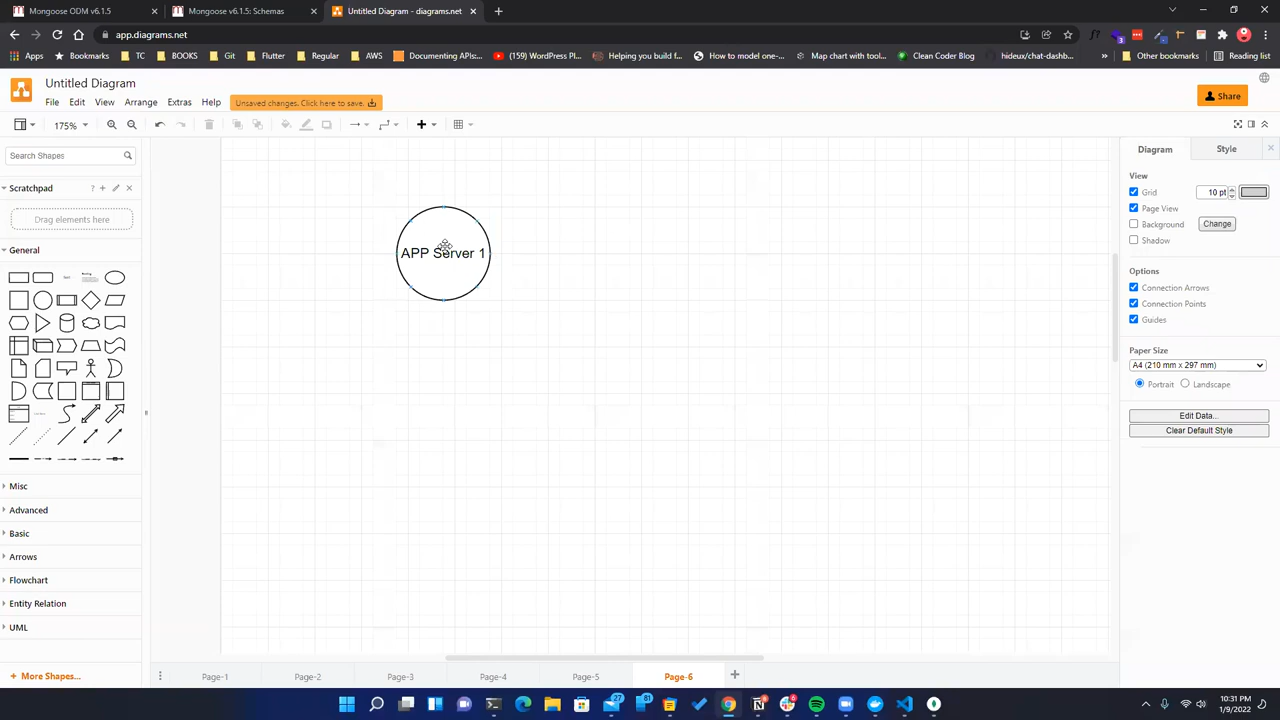 Mongoose ODM v6.1.5
Mongoose v6.1.5: Schemas
Untitled Diagram - diagrams.net
app.diagrams.net
Apps
Bookmarks
TC
BOOKS
Git
Flutter
Regular
AWS
Documenting APIs:...
(159) WordPress Pl...
Helping you build f...
How to model one-...
Map chart with tool...
Clean Coder Blog
hideux/chat-dashb...
Other bookmarks
Reading list
Untitled Diagram
File Edit View Arrange Extras Help
Unsaved changes. Click here to save.
Share
175%
Search Shapes
Scratchpad
?
Drag elements here
General
Misc
Advanced
Basic
Arrows
Flowchart
Entity Relation
UML
+ More Shapes...
APP Server 1
Diagram
Style
View
Grid
10 pt
Page View
Background
Change
Shadow
Options
Connection Arrows
Connection Points
Guides
Paper Size
A4 (210 mm x 297 mm)
Portrait
Landscape
Edit Data...
Clear Default Style
Page-1
Page-2
Page-3
Page-4
Page-5
Page-6
27
81
10:31 PM
1/9/2022